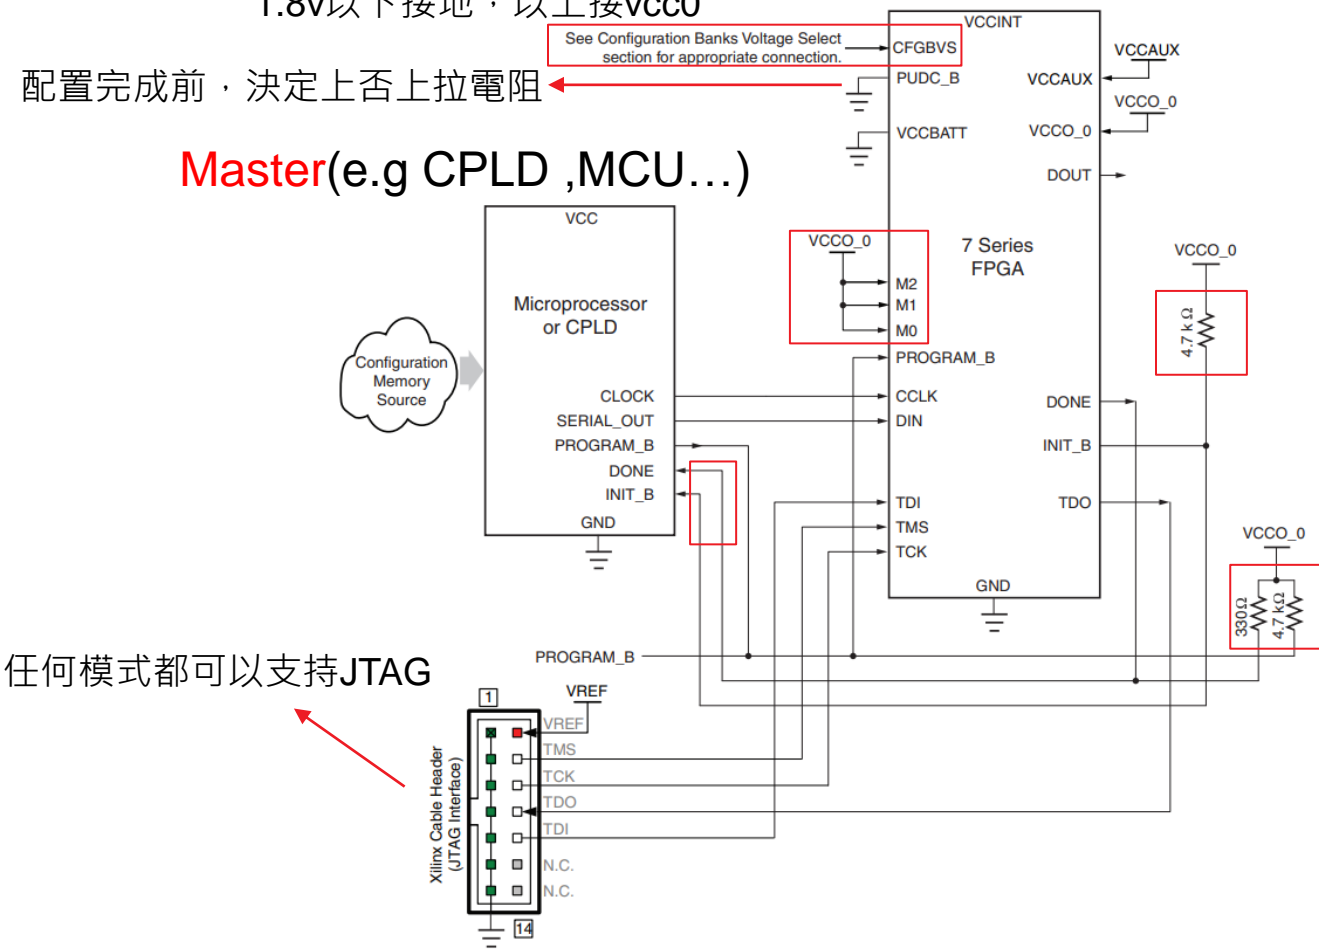 1.8v以下接地，以上接vcc0
See Configuration Banks Voltage Select
section for appropriate connection.
VCCINT
CFGBVS
VCCAUX
配置完成前，決定上否上拉電阻
PUDC_B
VCCAUX
VCCO_0
VCCBATT
VCCO_0
Master(e.g CPLD ,MCU…)
DOUT
VCC
VCCO_0
7 Series
FPGA
VCCO_0
M2
Microprocessor
or CPLD
M1
M0
4.7 k Ω
Configuration
Memory
Source
PROGRAM_B
CLOCK
CCLK
DONE
SERIAL_OUT
DIN
PROGRAM_B
INIT_B
DONE
INIT_B
TDI
TDO
GND
TMS
VCCO_0
TCK
GND
330 Ω
4.7 kΩ
任何模式都可以支持JTAG
PROGRAM_B
1
VREF
VREF
TMS
TCK
TDO
TDI
N.C.
N.C.
Xilinx Cable Header
(JTAG Interface)
14